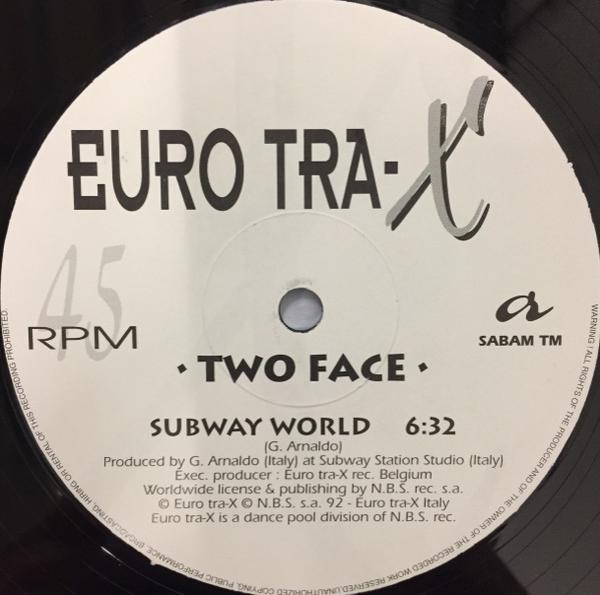 EURO TRA-X
45
RPM
a
SABAM TM
· TWO FACE ·
SUBWAY WORLD 6:32
(G. Arnaldo)
Produced by G. Arnaldo (Italy) at Subway Station Studio (Italy)
Exec. producer : Euro tra-X rec. Belgium
Worldwide license & publishing by N.B.S. rec. s.a.
© Euro tra-X © N.B.S. s.a. 92 - Euro tra-X Italy
Euro tra-X is a dance pool division of N.B.S. rec.
WARNING ! ALL RIGHTS OF THE PRODUCER AND OF THE OWNER OF THE RECORDED WORK RESERVED.UNAUTHORIZED COPYING, PUBLIC PERFORMANCE, BROADCASTING, HIRING OR RENTAL OF THIS RECORDING PROHIBITED.